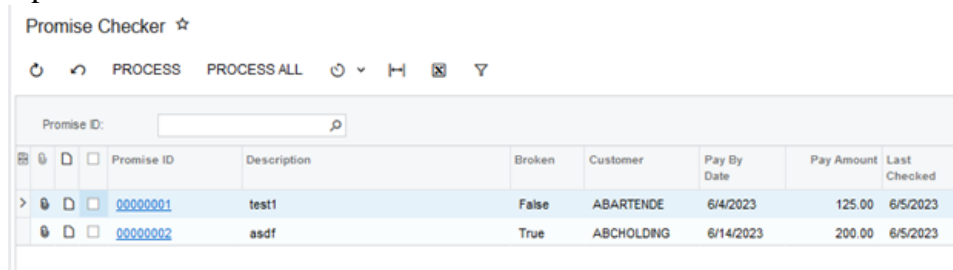 Promise Checker
PROCESS PROCESS ALL
Promise ID:
Promise ID Description Broken Customer Pay By Date Pay Amount Last Checked
00000001 test1 False ABARTENDE 6/4/2023 125.00 6/5/2023
00000002 asdf True ABCHOLDING 6/14/2023 200.00 6/5/2023